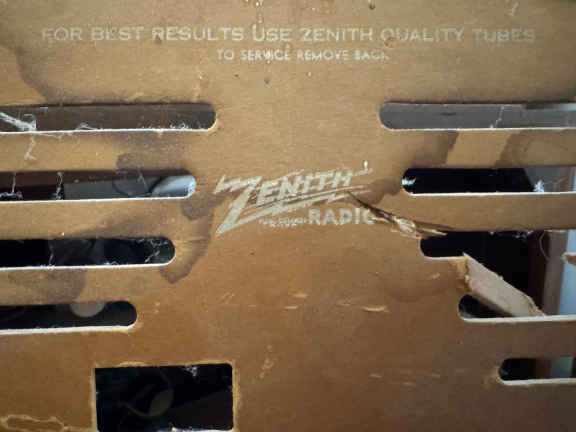 FOR BEST RESULTS USE ZENITH QUALITY TUBES
TO SERVICE REMOVE BACK
ZENITH
RADIO